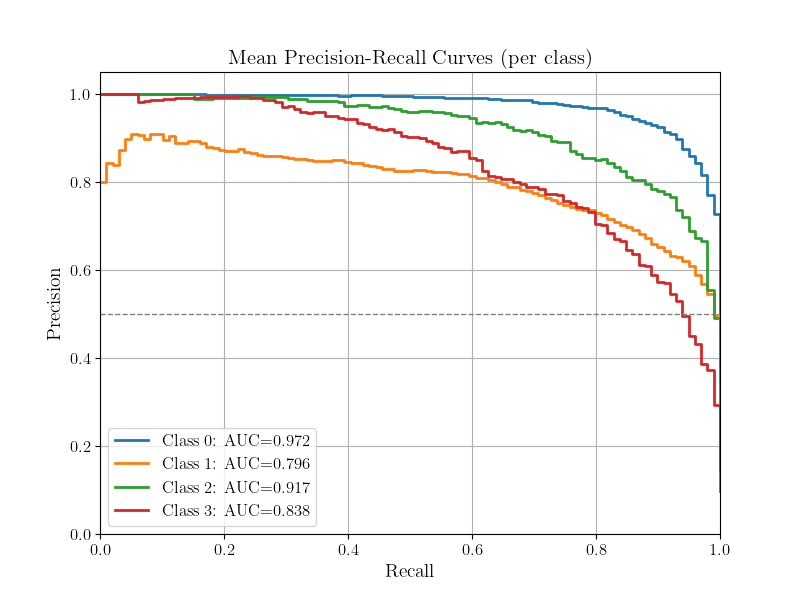 Mean Precision-Recall Curves (per class)
1.0
0.8
0.6
0.4
0.2
0.0
Precision
Class 0: AUC=0.972
Class 1: AUC=0.796
Class 2: AUC=0.917
Class 3: AUC=0.838
0.0 0.2 0.4 0.6 0.8 1.0
Recall